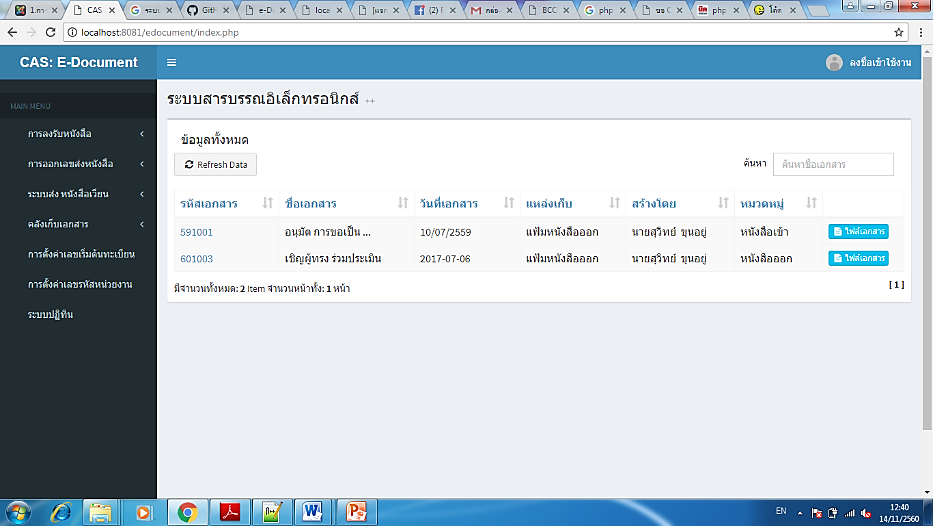 1.ท CAS ระบ GitH e-D loca [แจก (2) F กล่อ BCC php ขอ C php โค้ด
localhost:8081/edocument/index.php
CAS: E-Document ลงชื่อเข้าใช้งาน
MAIN MENU
การลงรับหนังสือ
การออกเลขส่งหนังสือ
ระบบส่ง หนังสือเวียน
คลังเก็บเอกสาร
การตั้งค่าเลขเริ่มต้นทะเบียน
การตั้งค่าเลขรหัสหน่วยงาน
ระบบปฏิทิน
ระบบสารบรรณอิเล็กทรอนิกส์ ++
ข้อมูลทั้งหมด
Refresh Data ค้นหา ค้นหาชื่อเอกสาร
รหัสเอกสาร ชื่อเอกสาร วันที่เอกสาร แหล่งเก็บ สร้างโดย หมวดหมู่
591001 อนุมัต การขอเป็น ... 10/07/2559 แฟ้มหนังสือออก นายสุวิทย์ ขุนอยู่ หนังสือเข้า ไฟล์เอกสาร
601003 เชิญผู้ทรง ร่วมประเมิน 2017-07-06 แฟ้มหนังสือออก นายสุวิทย์ ขุนอยู่ หนังสือออก ไฟล์เอกสาร
มีจำนวนทั้งหมด: 2 item จำนวนหน้าทั้ง: 1 หน้า [ 1 ]
EN 12:40
14/11/2560